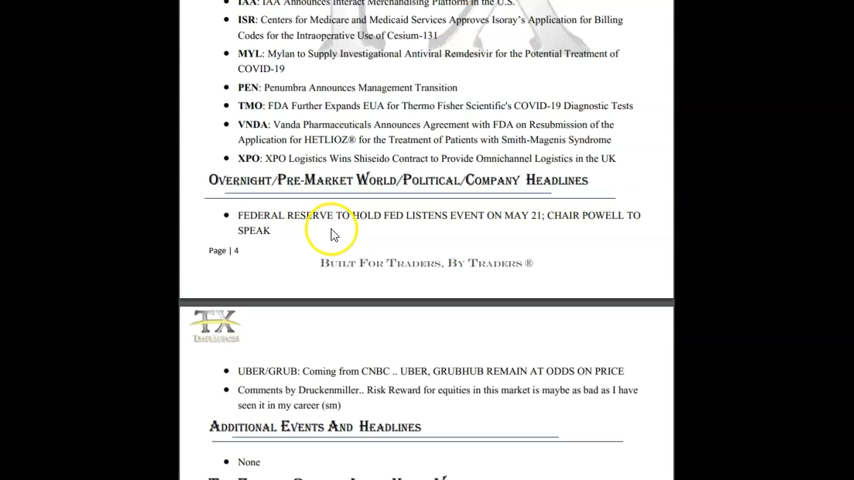 IAA: IAA Announces Interact Merchandising Platform in the U.S.
ISR: Centers for Medicare and Medicaid Services Approves Isoray's Application for Billing
Codes for the Intraoperative Use of Cesium-131
MYL: Mylan to Supply Investigational Antiviral Remdesivir for the Potential Treatment of
COVID-19
PEN: Penumbra Announces Management Transition
TMO: FDA Further Expands EUA for Thermo Fisher Scientific's COVID-19 Diagnostic Tests
VNDA: Vanda Pharmaceuticals Announces Agreement with FDA on Resubmission of the
Application for HETLIOZ® for the Treatment of Patients with Smith-Magenis Syndrome
XPO: XPO Logistics Wins Shiseido Contract to Provide Omnichannel Logistics in the UK
OVERNIGHT/PRE-MARKET WORLD/POLITICAL/COMPANY HEADLINES
FEDERAL RESERVE TO HOLD FED LISTENS EVENT ON MAY 21; CHAIR POWELL TO
SPEAK
Page | 4
BUILT FOR TRADERS, BY TRADERS ®
TX
UBER/GRUB: Coming from CNBC .. UBER, GRUBHUB REMAIN AT ODDS ON PRICE
Comments by Druckenmiller.. Risk Reward for equities in this market is maybe as bad as I have
seen it in my career (sm)
ADDITIONAL EVENTS AND HEADLINES
None